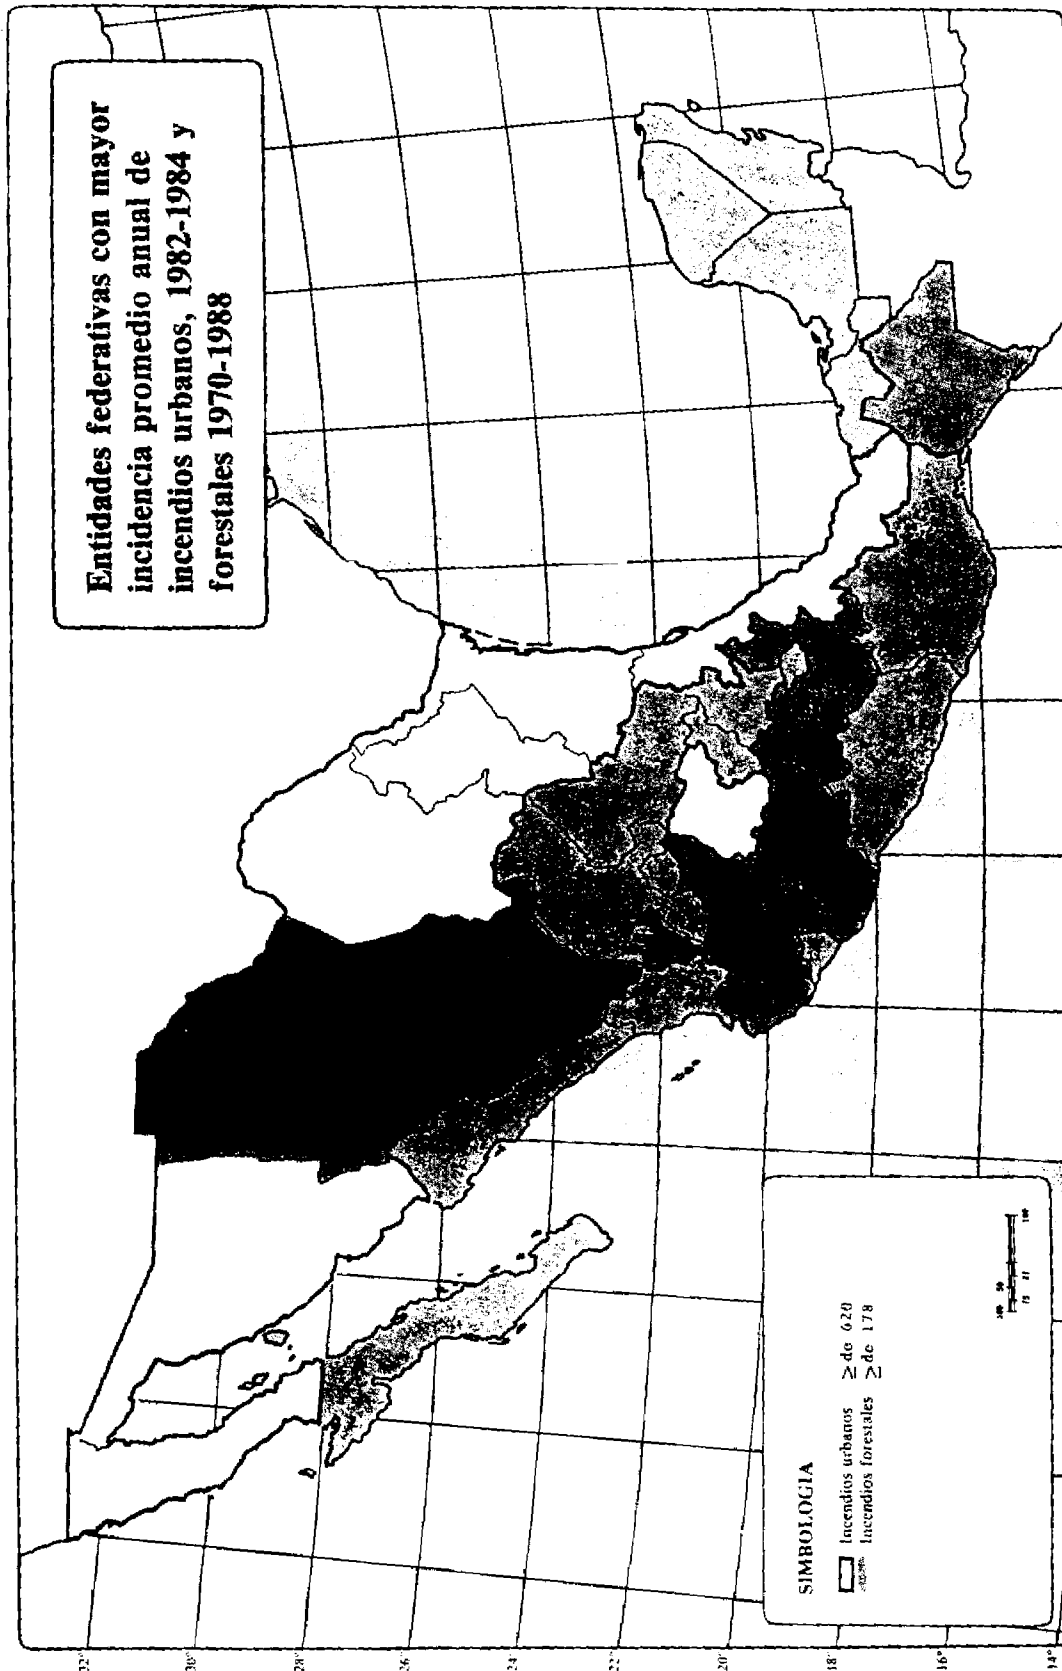 Entidades federativas con mayor
incidencia promedio anual de
incendios urbanos, 1982-1984 y
forestales 1970-1988
32°
30°
28°
26°
24°
22°
20°
18°
16°
14°
SIMBOLOGIA
Incendios urbanos ≥ de 620
Incendios forestales ≥ de 178